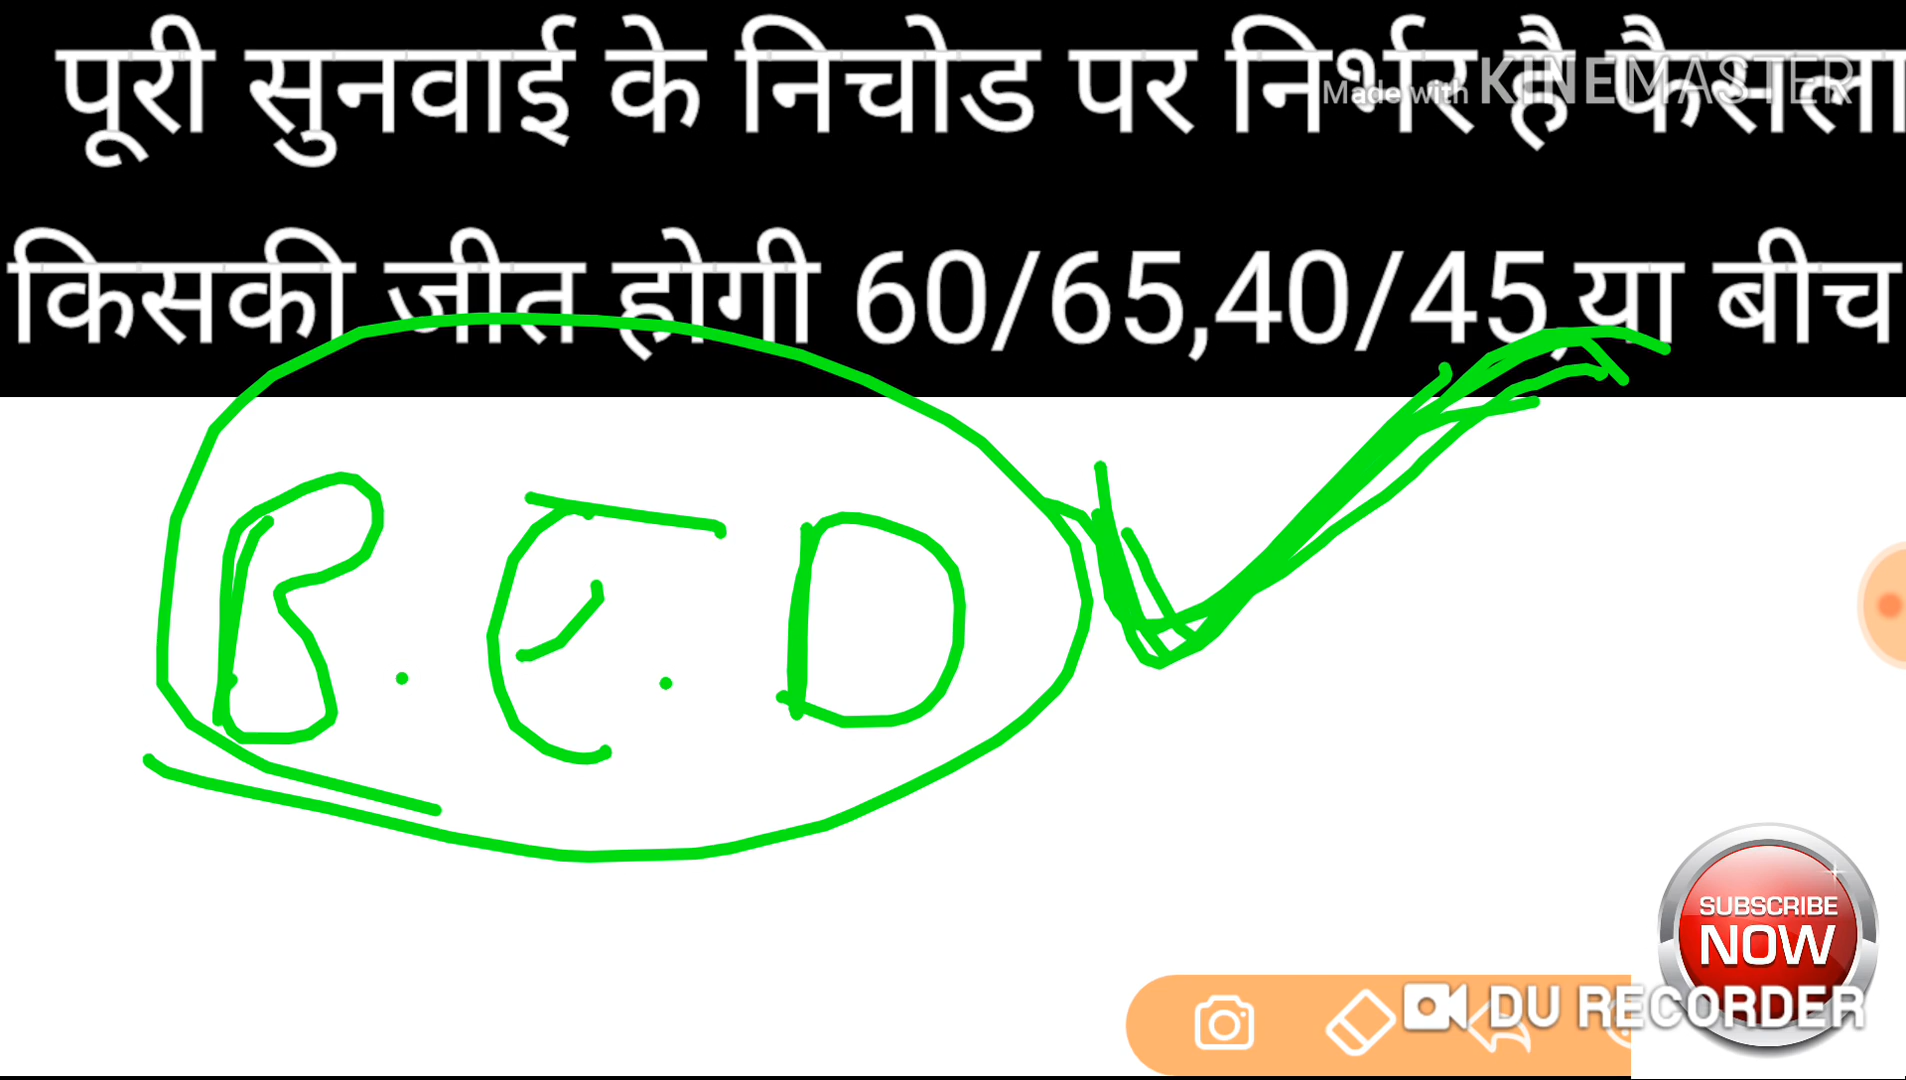 पूरी सुनवाई के निचोड पर निर्भर है फैसला
Made with KINEMASTER
किसकी जीत होगी 60/65,40/45,या बीच
B.E.D
SUBSCRIBE
NOW
DU RECORDER